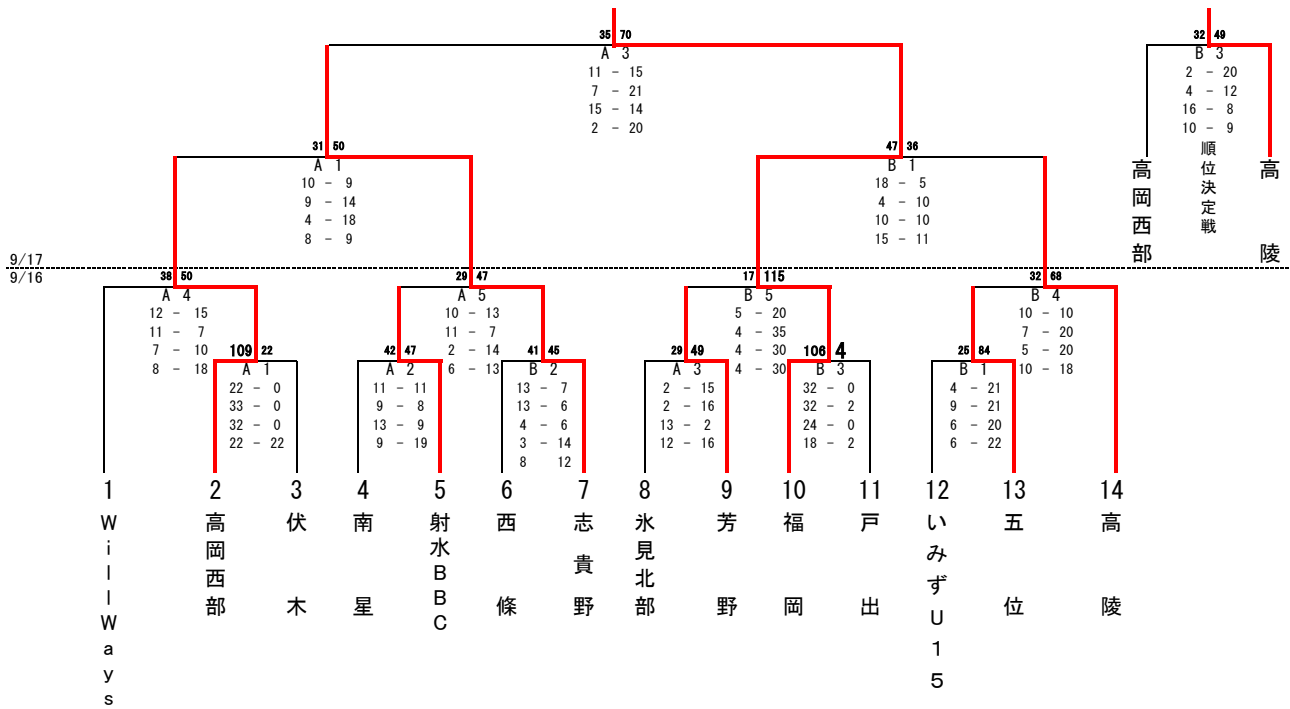 35 70
A 3
11 - 15
7 - 21
15 - 14
2 - 20
32 49
B 3
2 - 20
4 - 12
16 - 8
10 - 9
順位決定戦
高岡西部
高陵
31 50
A 1
10 - 9
9 - 14
4 - 18
8 - 9
47 36
B 1
18 - 5
4 - 10
10 - 10
15 - 11
9/17
9/16
38 50
A 4
12 - 15
11 - 7
7 - 10
8 - 18
29 47
A 5
10 - 13
11 - 7
2 - 14
6 - 13
17 115
B 5
5 - 20
4 - 35
4 - 30
4 - 30
32 68
B 4
10 - 10
7 - 20
5 - 20
10 - 18
109 22
A 1
22 - 0
33 - 0
32 - 0
22 - 22
42 47
A 2
11 - 11
9 - 8
13 - 9
9 - 19
41 45
B 2
13 - 7
13 - 6
4 - 6
3 - 14
8 12
29 49
A 3
2 - 15
2 - 16
13 - 2
12 - 16
106 4
B 3
32 - 0
32 - 2
24 - 0
18 - 2
25 84
B 1
4 - 21
9 - 21
6 - 20
6 - 22
1
WillWays
2
高岡西部
3
伏木
4
南星
5
射水BBC
6
西條
7
志貴野
8
氷見北部
9
芳野
10
福岡
11
戸出
12
いみずU15
13
五位
14
高陵